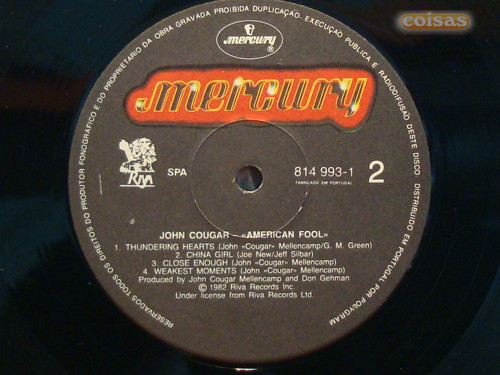 coisas
E DO PROPRIETARIO DA OBRA GRAVADA PROIBIDA DUPLICAÇÃO, EXECUÇÃO PUBLICA E RADIODIFUSÃO DESTE DISCO
mercury
®
mercury
RIVA
SPA
814 993-1
FABRICADO EM PORTUGAL
2
JOHN COUGAR – «AMERICAN FOOL»
1. THUNDERING HEARTS (John «Cougar» Mellencamp/G. M. Green)
2. CHINA GIRL (Joe New/Jeff Silbar)
3. CLOSE ENOUGH (John «Cougar» Mellencamp)
4. WEAKEST MOMENTS (John «Cougar» Mellencamp)
Produced by John Cougar Mellencamp and Don Gehman
℗ 1982 Riva Records Inc.
Under license from Riva Records Ltd.
RESERVADOS TODOS OS DIREITOS DO PRODUTOR FONOGRAFICO
DISTRIBUIDO EM PORTUGAL POR POLYGRAM